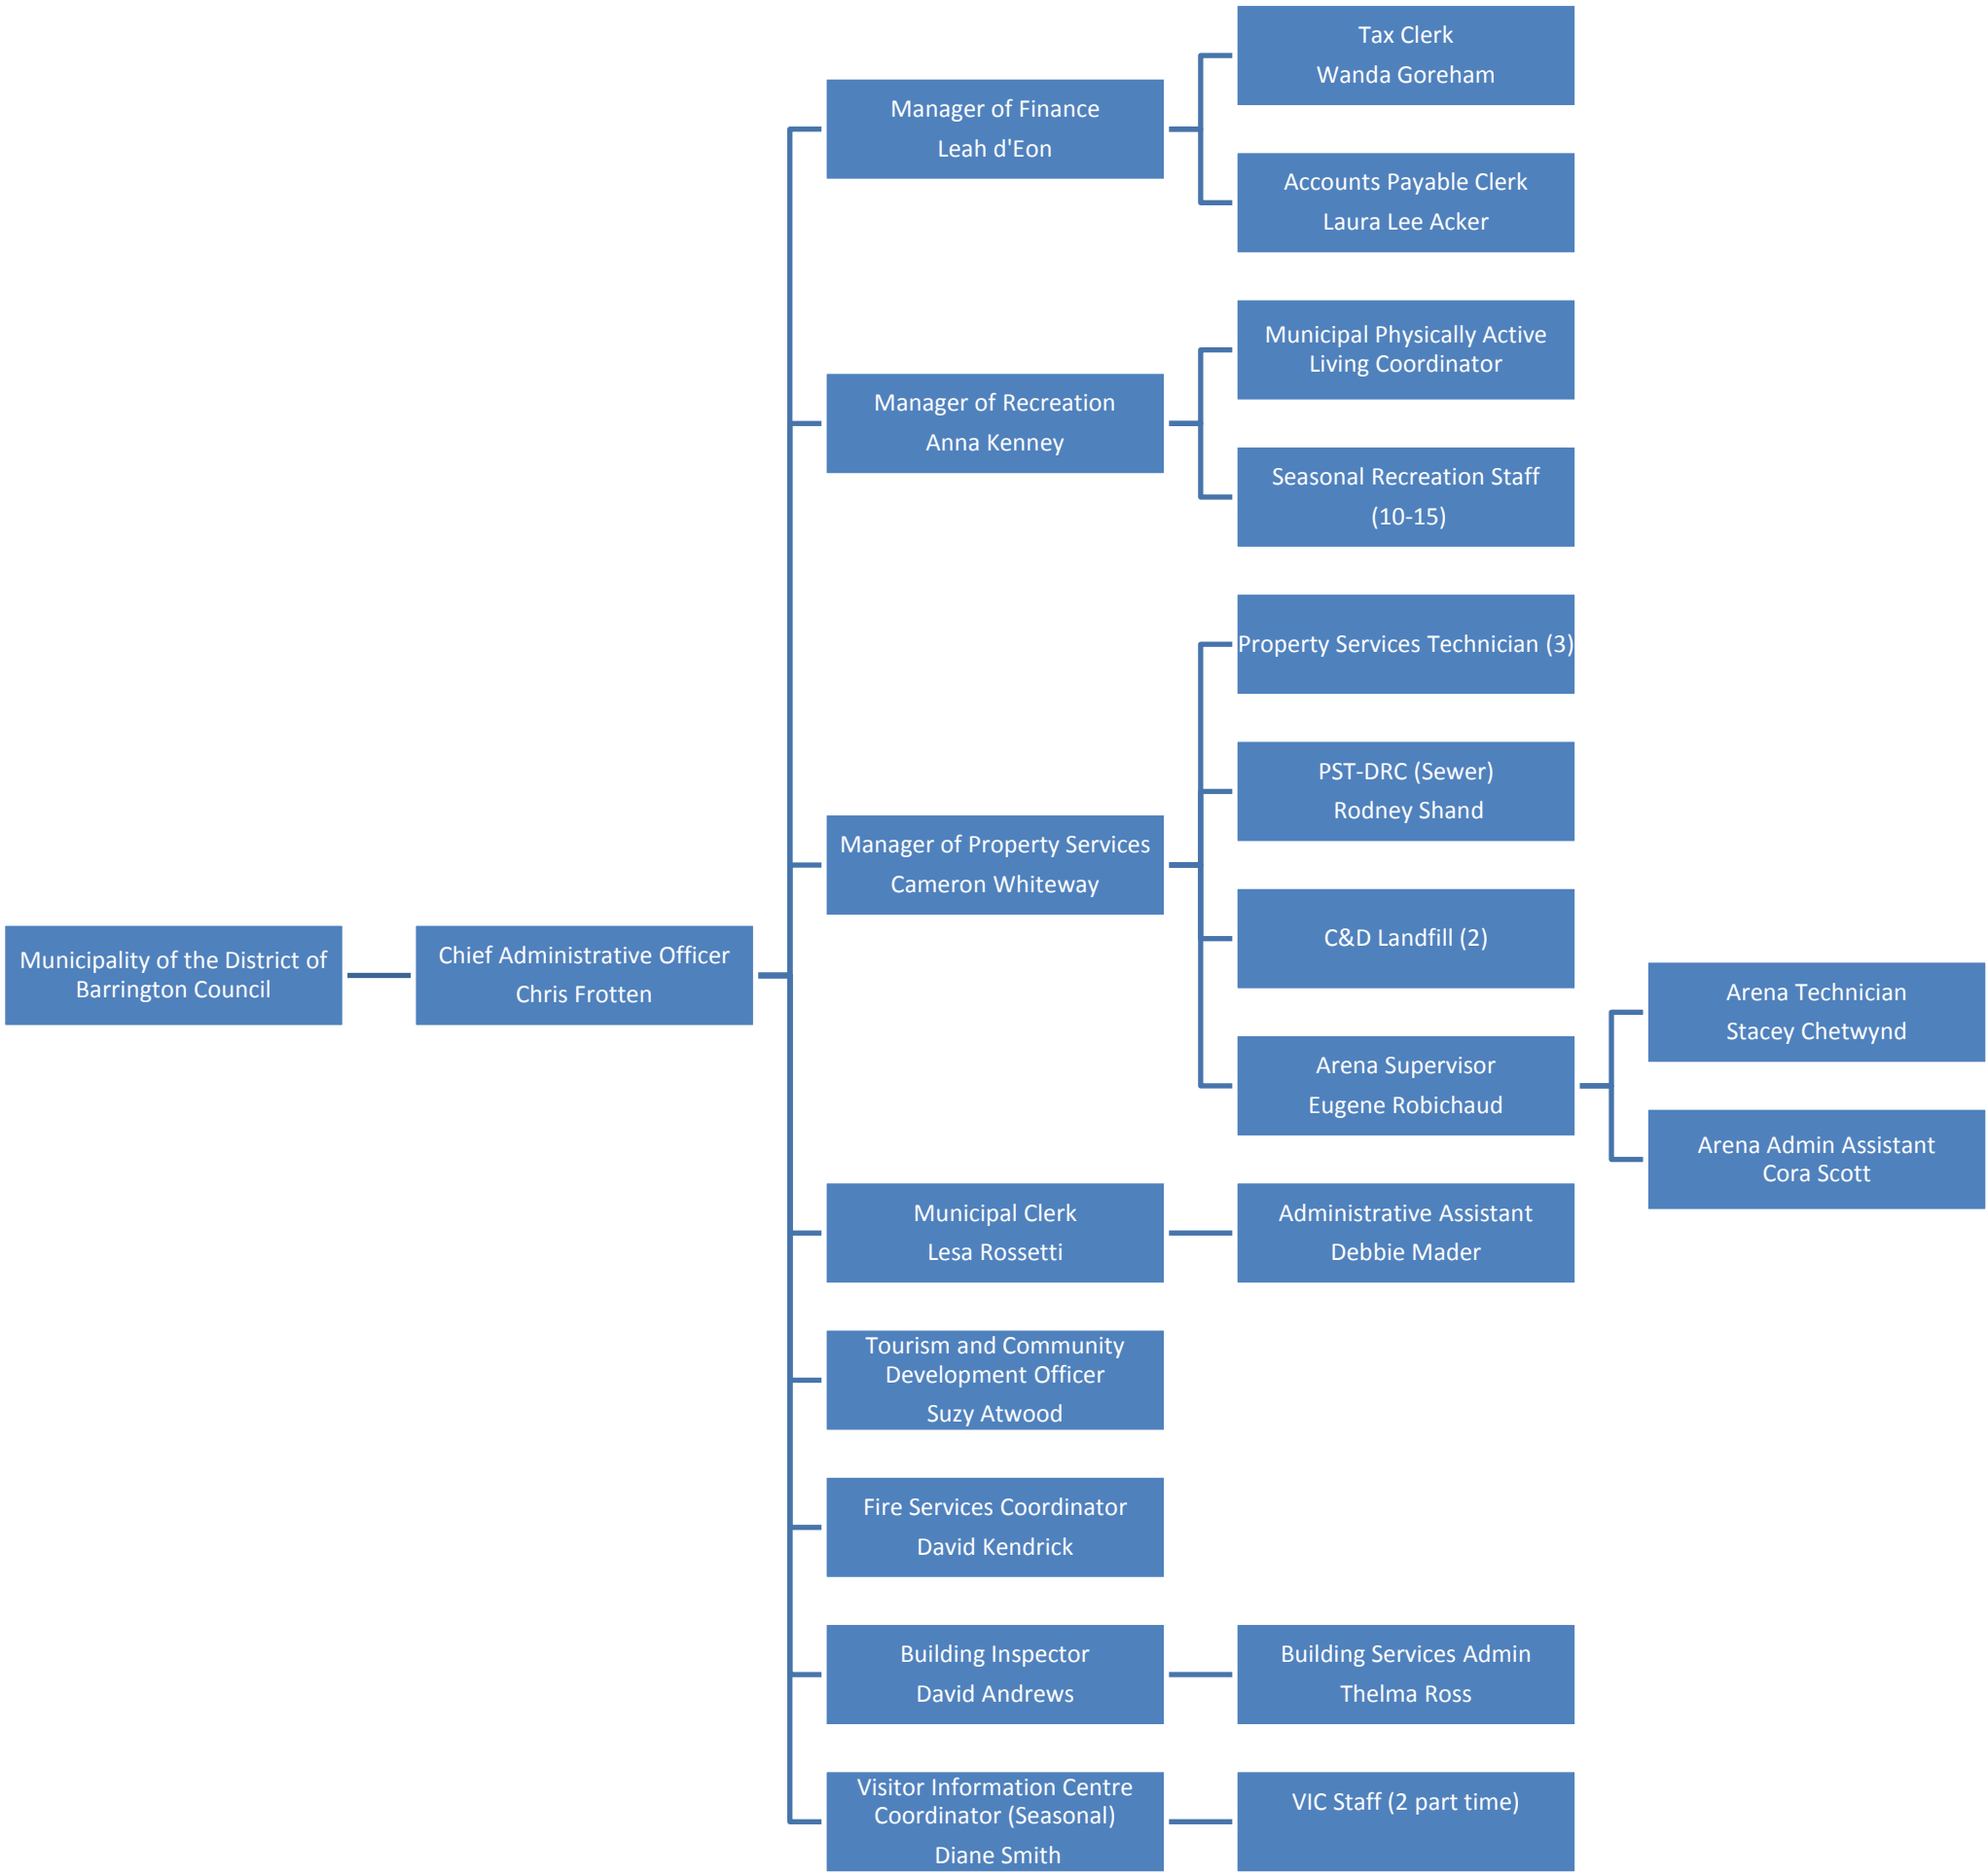 Municipality of the District of
Barrington Council
Chief Administrative Officer
Chris Frotten
Manager of Finance
Leah d'Eon
Tax Clerk
Wanda Goreham
Accounts Payable Clerk
Laura Lee Acker
Manager of Recreation
Anna Kenney
Municipal Physically Active
Living Coordinator
Seasonal Recreation Staff
(10-15)
Manager of Property Services
Cameron Whiteway
Property Services Technician (3)
PST-DRC (Sewer)
Rodney Shand
C&D Landfill (2)
Arena Supervisor
Eugene Robichaud
Arena Technician
Stacey Chetwynd
Arena Admin Assistant
Cora Scott
Municipal Clerk
Lesa Rossetti
Administrative Assistant
Debbie Mader
Tourism and Community
Development Officer
Suzy Atwood
Fire Services Coordinator
David Kendrick
Building Inspector
David Andrews
Building Services Admin
Thelma Ross
Visitor Information Centre
Coordinator (Seasonal)
Diane Smith
VIC Staff (2 part time)